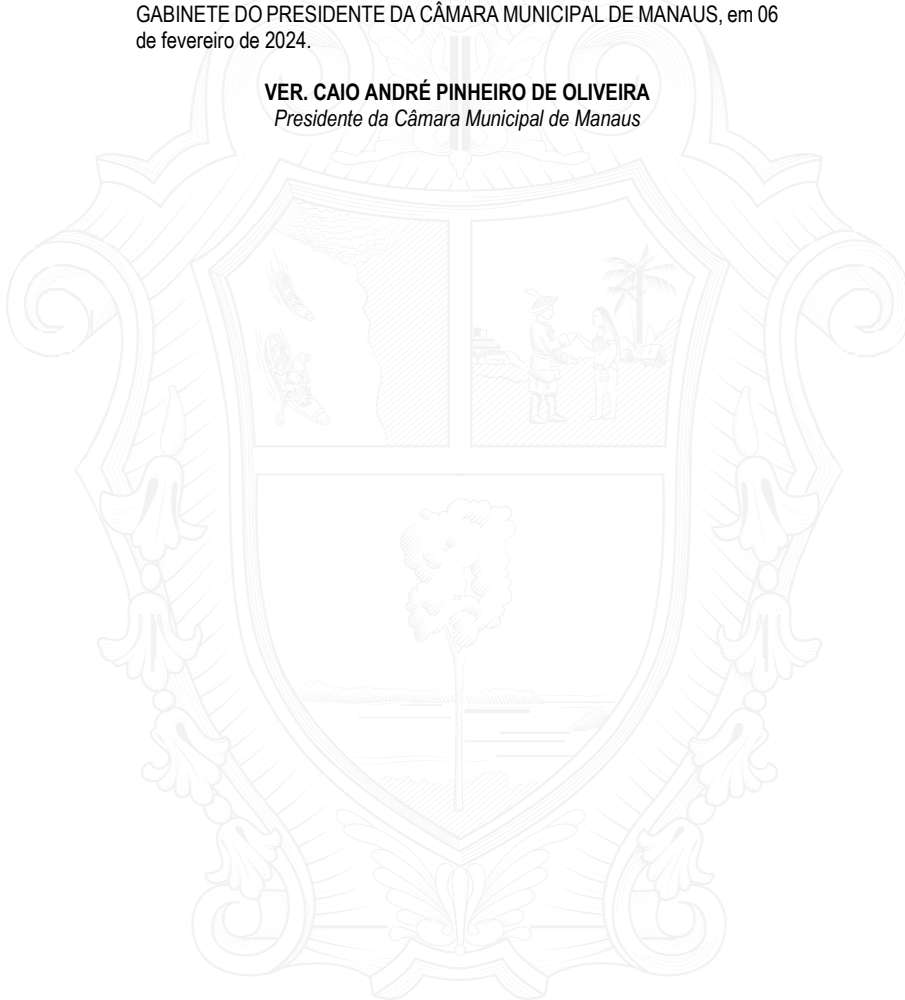 GABINETE DO PRESIDENTE DA CÂMARA MUNICIPAL DE MANAUS, em 06
de fevereiro de 2024.
VER. CAIO ANDRÉ PINHEIRO DE OLIVEIRA
Presidente da Câmara Municipal de Manaus